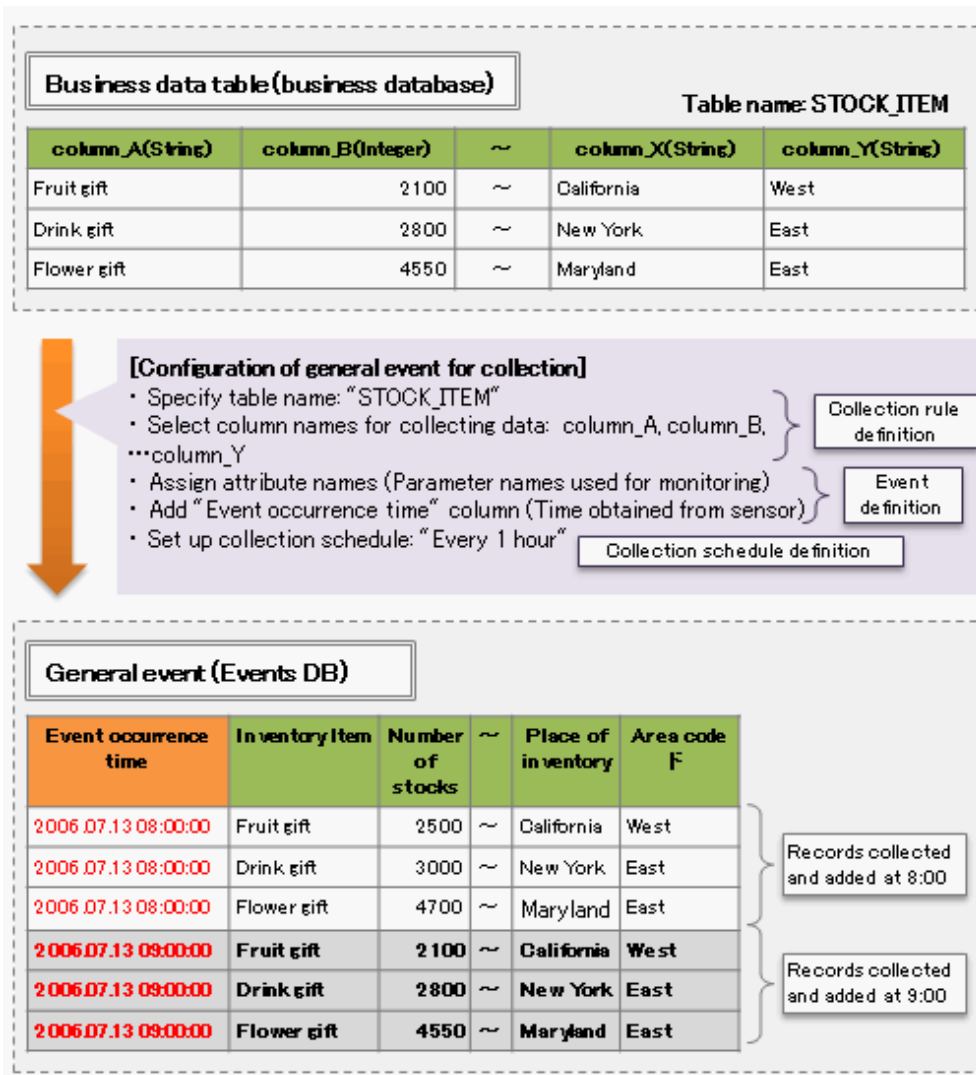 Business data table (business database)
Table name: STOCK_ITEM
column_A(String) column_B(Integer) ～ column_X(String) column_Y(String)
Fruit gift 2100 ～ California West
Drink gift 2800 ～ New York East
Flower gift 4550 ～ Maryland East
[Configuration of general event for collection]
・Specify table name: "STOCK_ITEM"
・Select column names for collecting data: column_A, column_B,
…column_Y
Collection rule
definition
・Assign attribute names (Parameter names used for monitoring)
・Add "Event occurrence time" column (Time obtained from sensor)
Event
definition
・Set up collection schedule: "Every 1 hour"
Collection schedule definition
General event (Events DB)
Event occurrence
time
Inventory Item
Number
of
stocks
～
Place of
inventory
Area code
ド
2006.07.13 08:00:00 Fruit gift 2500 ～ California West
2006.07.13 08:00:00 Drink gift 3000 ～ New York East
2006.07.13 08:00:00 Flower gift 4700 ～ Maryland East
Records collected
and added at 8:00
2006.07.13 09:00:00 Fruit gift 2100 ～ California West
2006.07.13 09:00:00 Drink gift 2800 ～ New York East
2006.07.13 09:00:00 Flower gift 4550 ～ Maryland East
Records collected
and added at 9:00